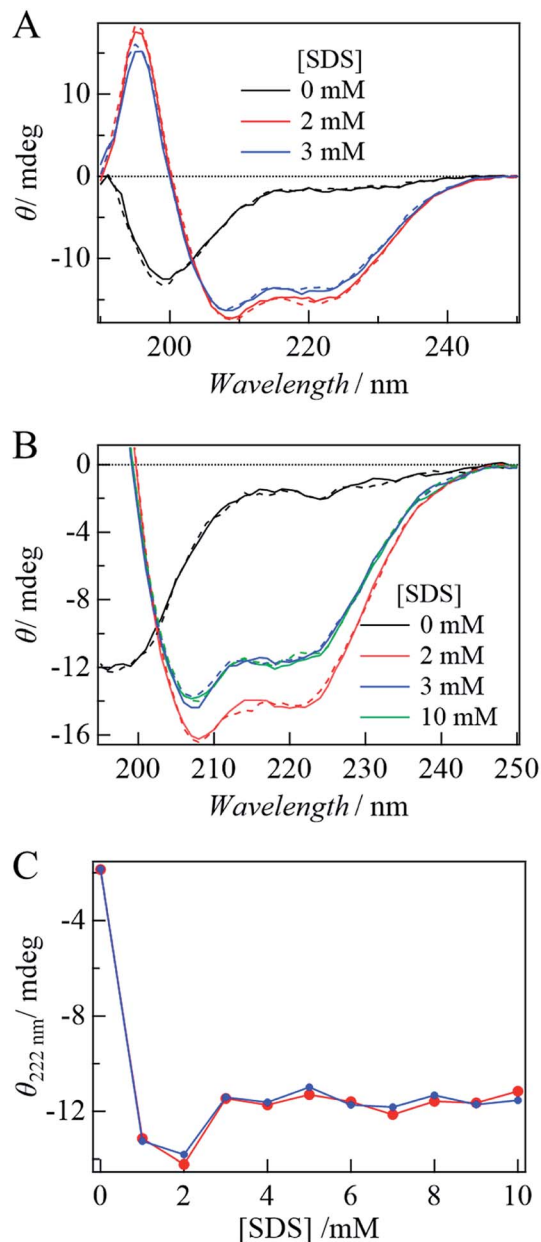 A
[SDS]
0 mM
2 mM
3 mM
10
0
-10
θ/ mdeg
200
220
240
Wavelength / nm
B
0
-4
-8
-12
-16
θ/ mdeg
[SDS]
0 mM
2 mM
3 mM
10 mM
200
210
220
230
240
250
Wavelength / nm
C
-4
-8
-12
θ222 nm/ mdeg
0
2
4
6
8
10
[SDS] /mM